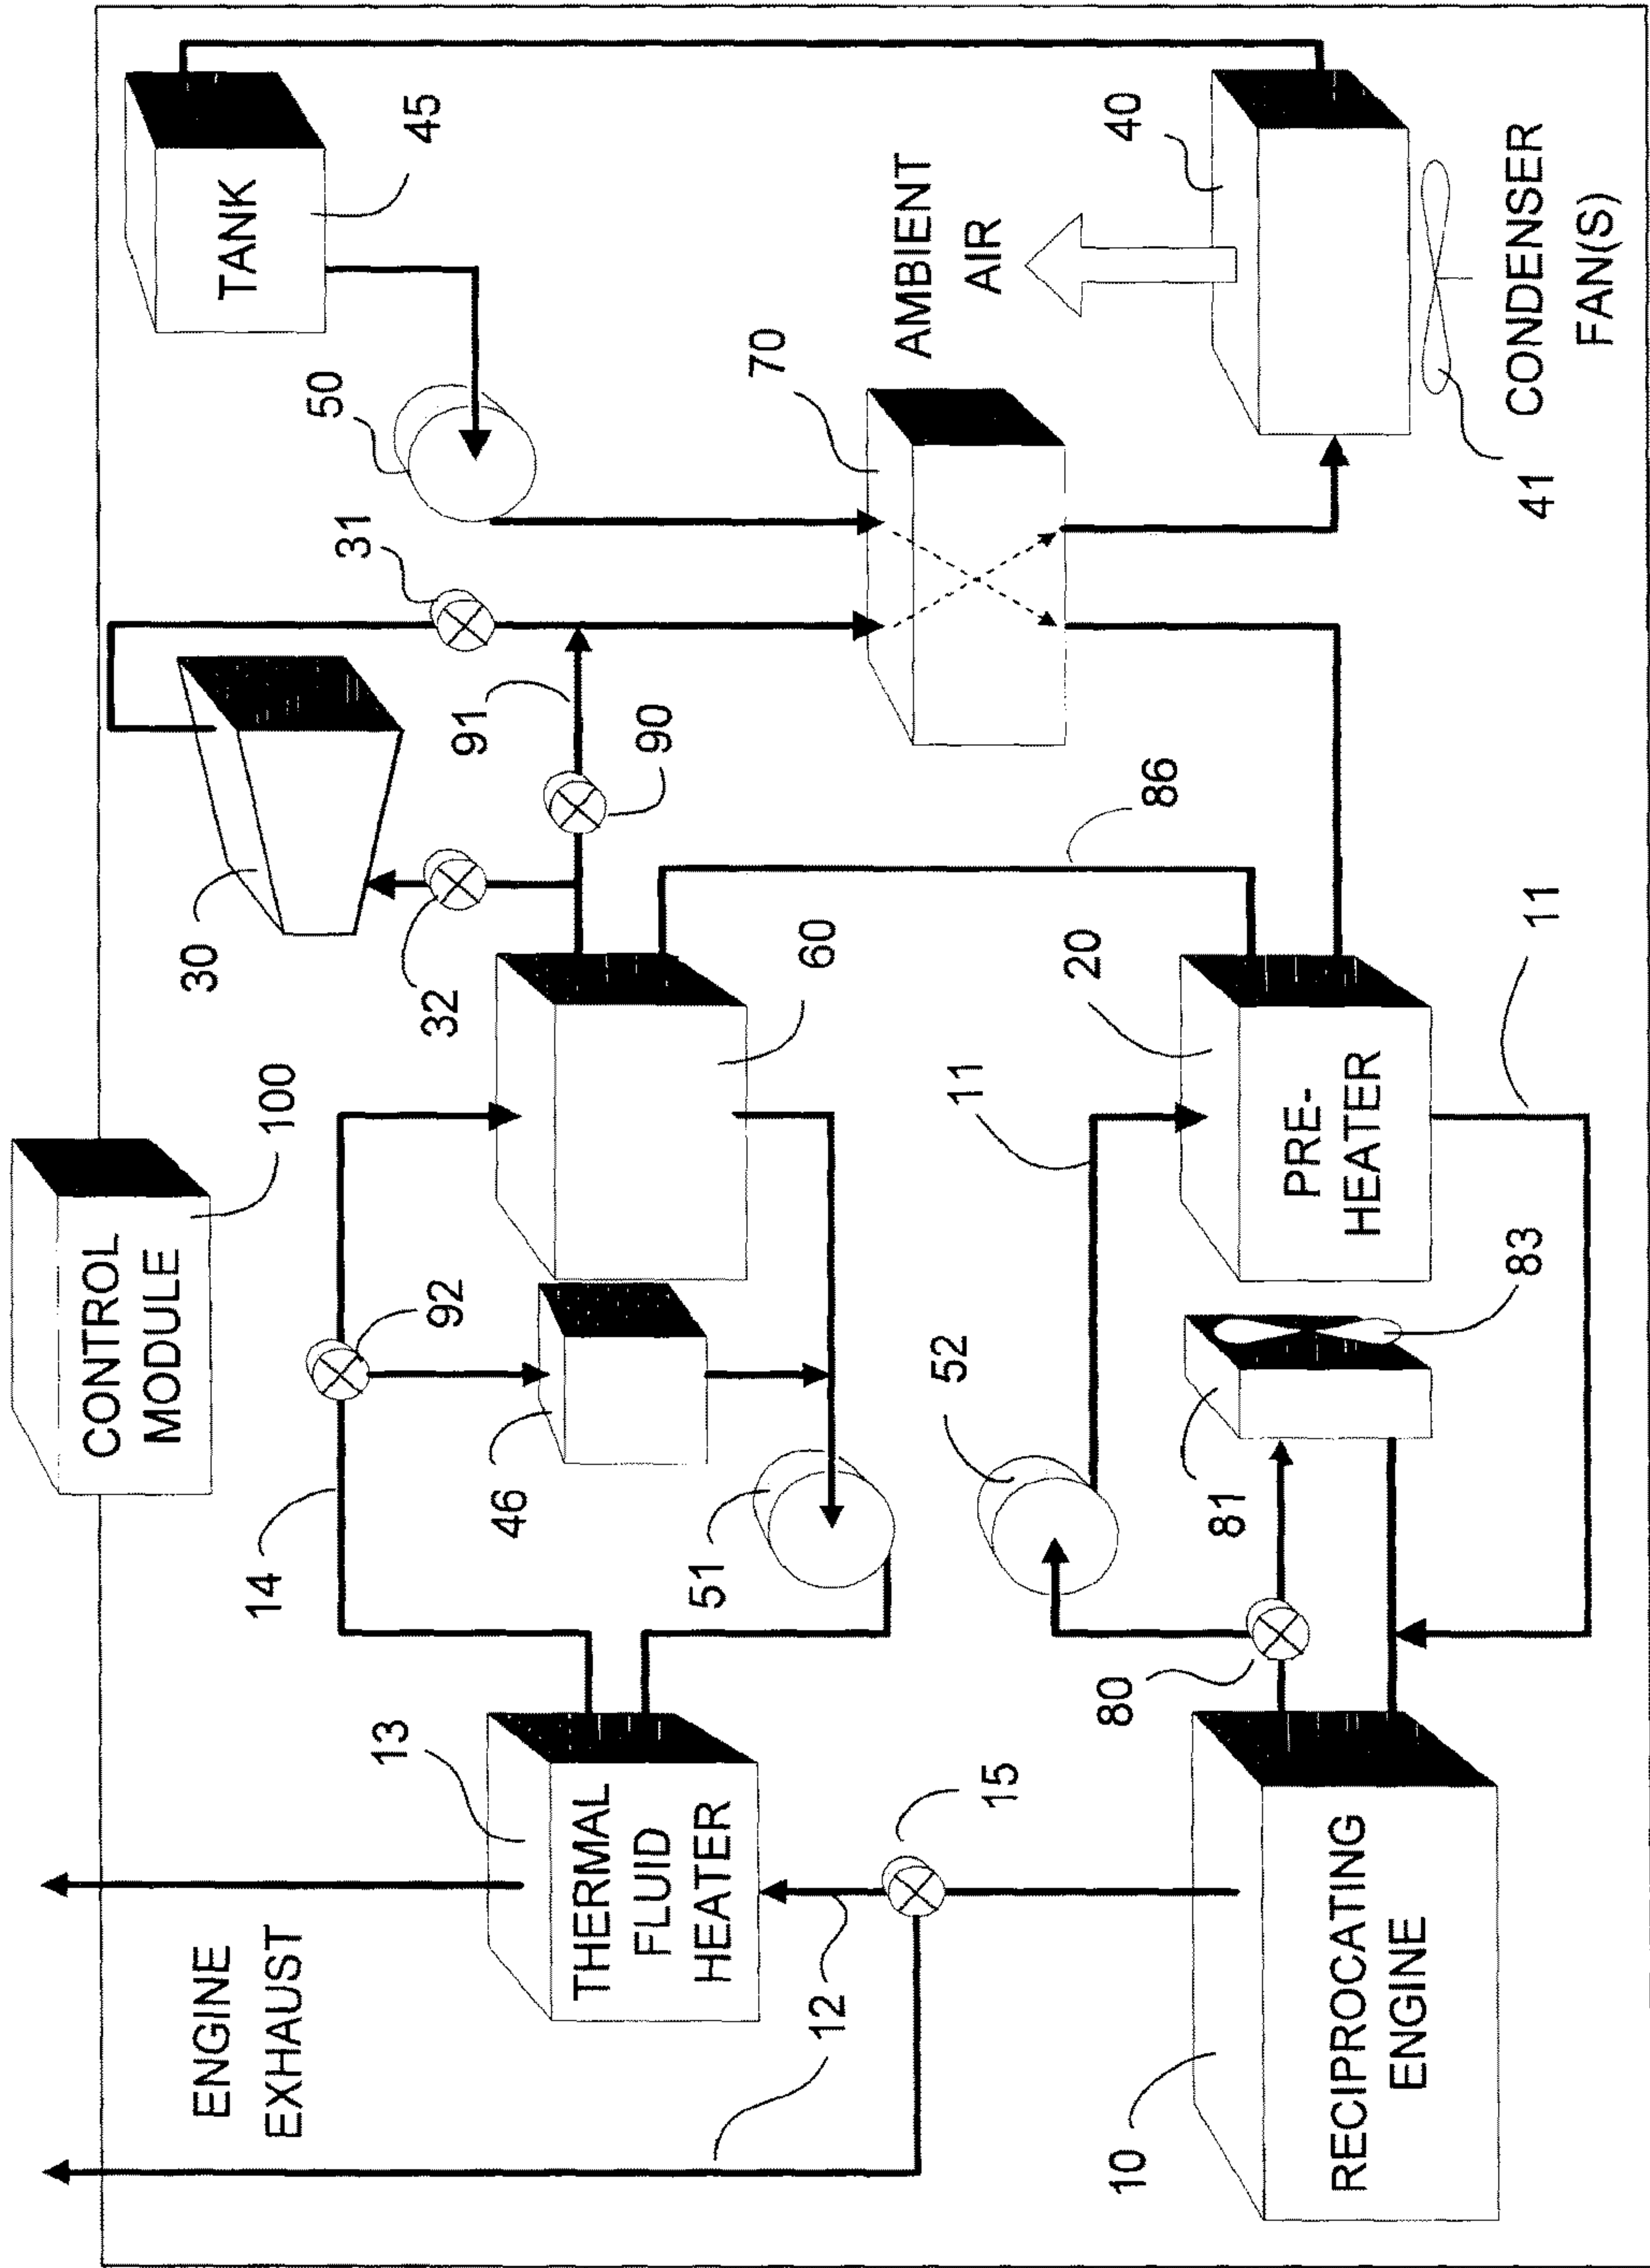 CONTROL
MODULE
100
TANK
45
ENGINE
EXHAUST
14
92
30
32
31
50
91
90
13
THERMAL
FLUID
HEATER
46
51
60
70
AMBIENT
AIR
86
12
15
52
11
20
PRE-
HEATER
11
40
10
RECIPROCATING
ENGINE
80
81
83
41
CONDENSER
FAN(S)